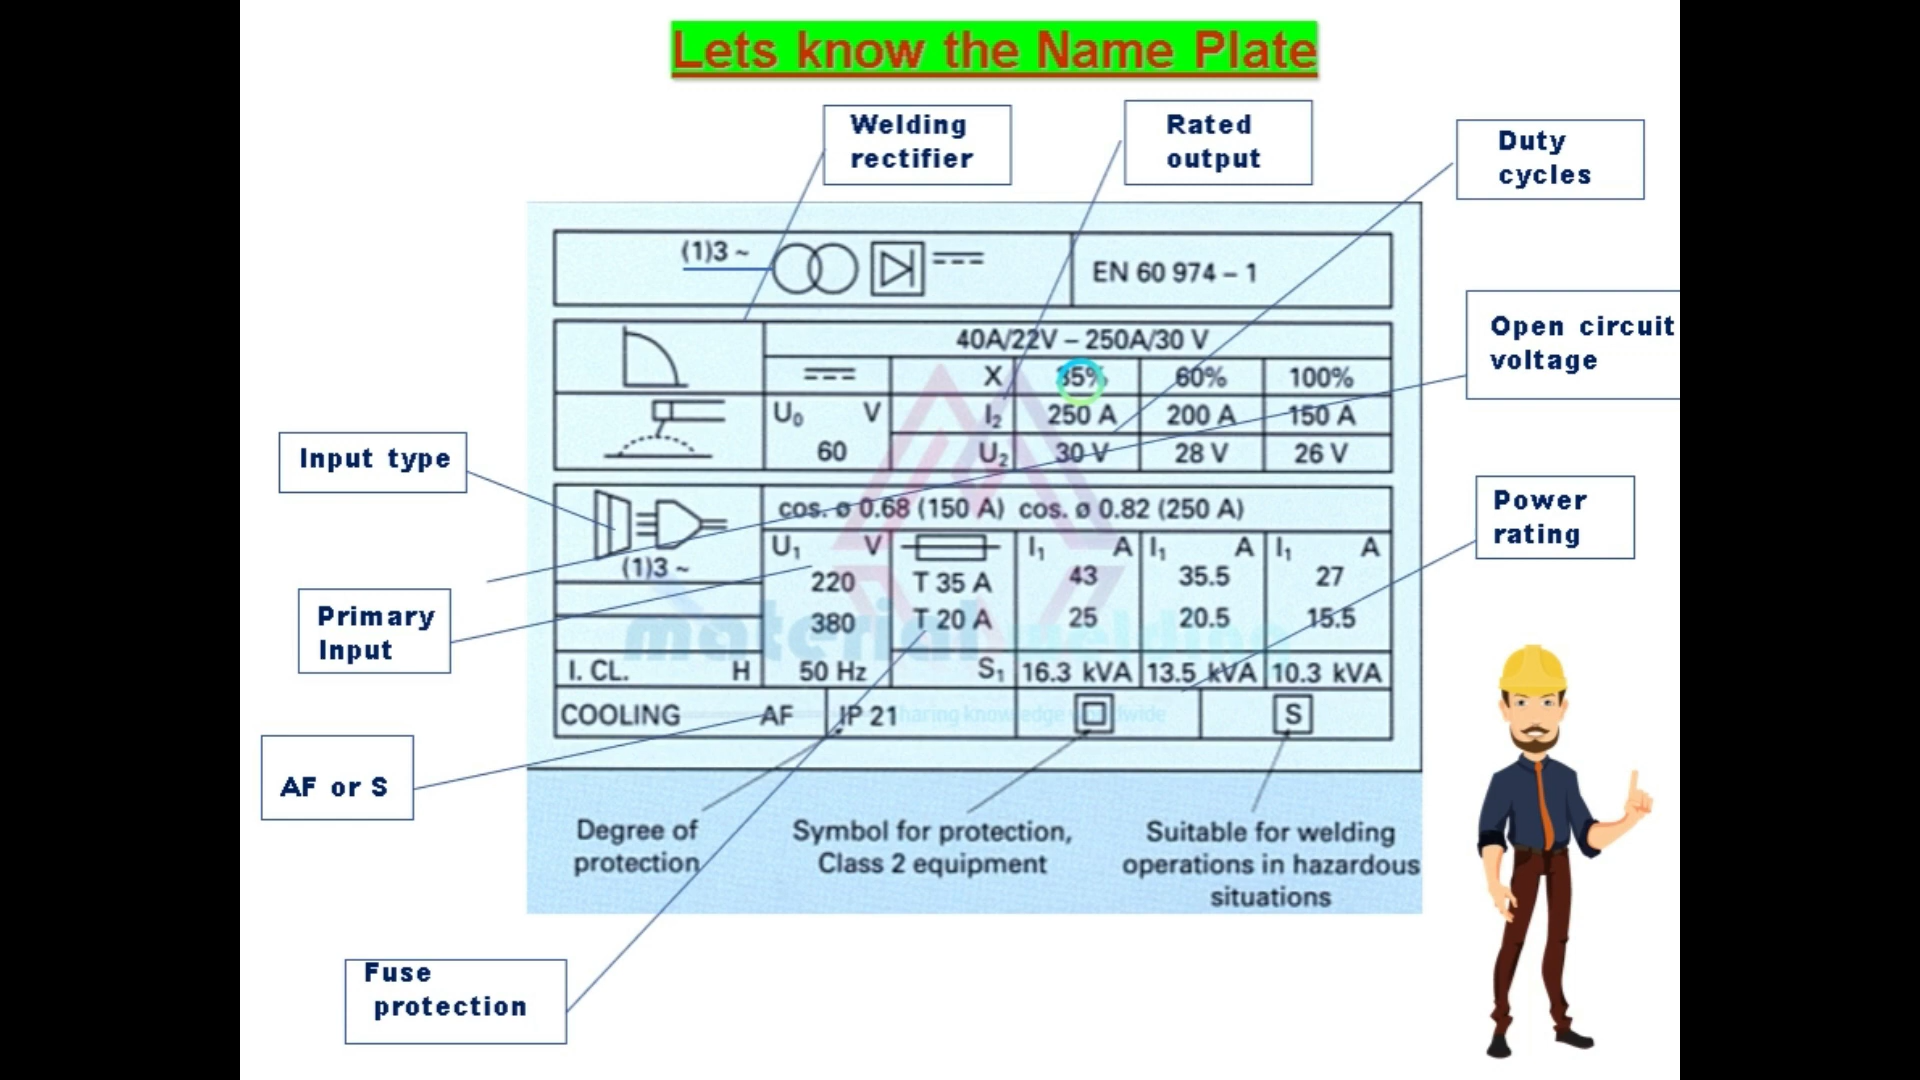 Lets know the Name Plate
Welding
rectifier
Rated
output
Duty
cycles
(1)3 ~
EN 60 974 – 1
40A/22V – 250A/30 V
X 35% 60% 100%
U₀ V I₂ 250 A 200 A 150 A
60 U₂ 30 V 28 V 26 V
Open circuit
voltage
Input type
cos. ø 0.68 (150 A) cos. ø 0.82 (250 A)
U₁ V I₁ A I₁ A I₁ A
(1)3 ~
220 T 35 A 43 35.5 27
380 T 20 A 25 20.5 15.5
I. CL. H 50 Hz S₁ 16.3 kVA 13.5 kVA 10.3 kVA
COOLING AF IP 21 S
Power
rating
Primary
Input
material welding
sharing knowledge worldwide
AF or S
Degree of
protection
Symbol for protection,
Class 2 equipment
Suitable for welding
operations in hazardous
situations
Fuse
protection